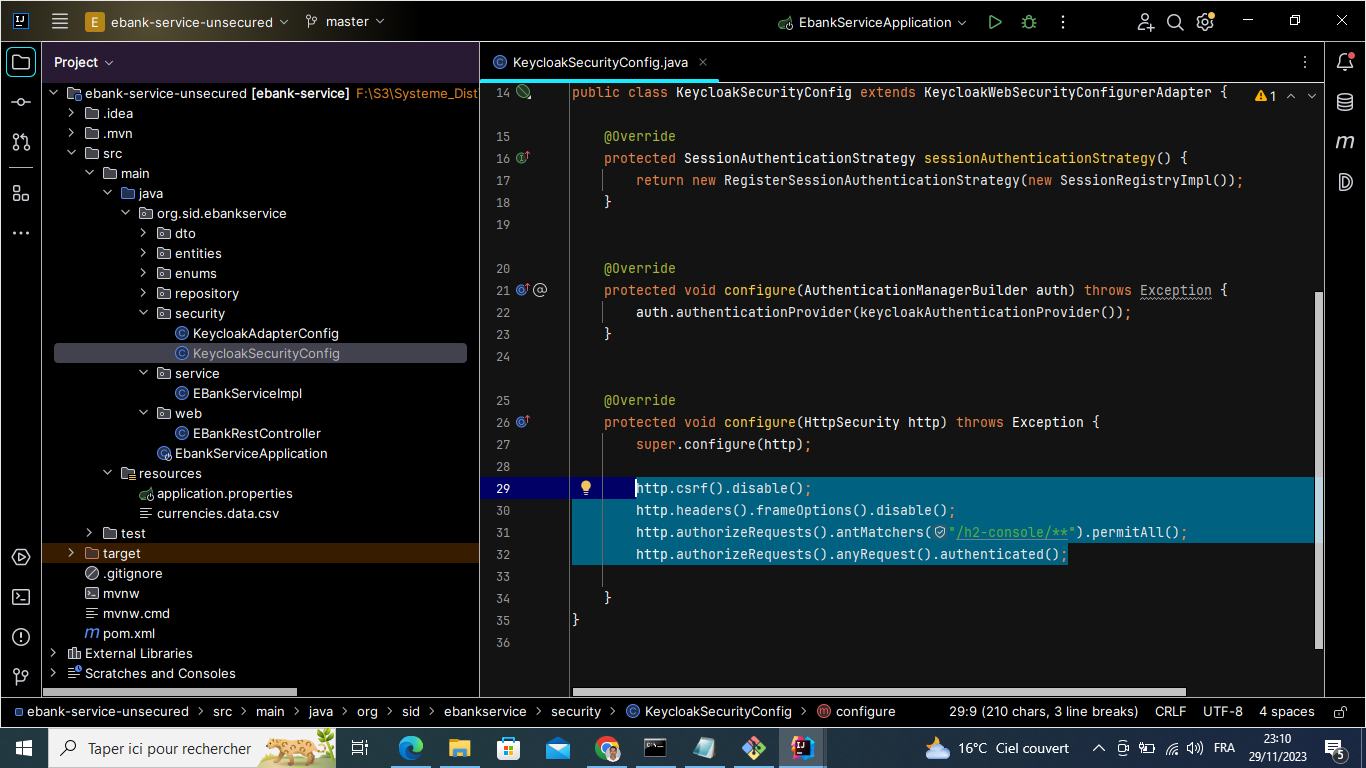 E ebank-service-unsecured master EbankServiceApplication
Project
KeycloakSecurityConfig.java
ebank-service-unsecured [ebank-service] F:\S3\Systeme_Dist
.idea
.mvn
src
main
java
org.sid.ebankservice
dto
entities
enums
repository
security
KeycloakAdapterConfig
KeycloakSecurityConfig
service
EBankServiceImpl
web
EBankRestController
EbankServiceApplication
resources
application.properties
currencies.data.csv
test
target
.gitignore
mvnw
mvnw.cmd
pom.xml
External Libraries
Scratches and Consoles
14 public class KeycloakSecurityConfig extends KeycloakWebSecurityConfigurerAdapter {
1
15 @Override
16 protected SessionAuthenticationStrategy sessionAuthenticationStrategy() {
17 return new RegisterSessionAuthenticationStrategy(new SessionRegistryImpl());
18 }
19
20 @Override
21 protected void configure(AuthenticationManagerBuilder auth) throws Exception {
22 auth.authenticationProvider(keycloakAuthenticationProvider());
23 }
24
25 @Override
26 protected void configure(HttpSecurity http) throws Exception {
27 super.configure(http);
28
29 http.csrf().disable();
30 http.headers().frameOptions().disable();
31 http.authorizeRequests().antMatchers("/h2-console/**").permitAll();
32 http.authorizeRequests().anyRequest().authenticated();
33
34 }
35 }
36
ebank-service-unsecured > src > main > java > org > sid > ebankservice > security > KeycloakSecurityConfig > configure 29:9 (210 chars, 3 line breaks) CRLF UTF-8 4 spaces
Taper ici pour rechercher
16°C Ciel couvert
FRA
23:10
29/11/2023
5